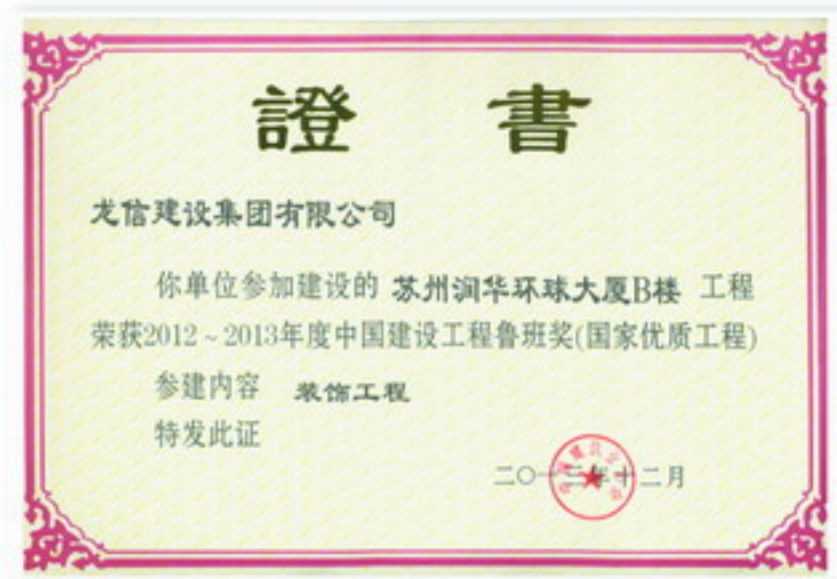 證 書
龙信建设集团有限公司
你单位参加建设的 苏州润华环球大厦B楼 工程
荣获2012～2013年度中国建设工程鲁班奖(国家优质工程)
参建内容 装饰工程
特发此证
二〇一三年十二月